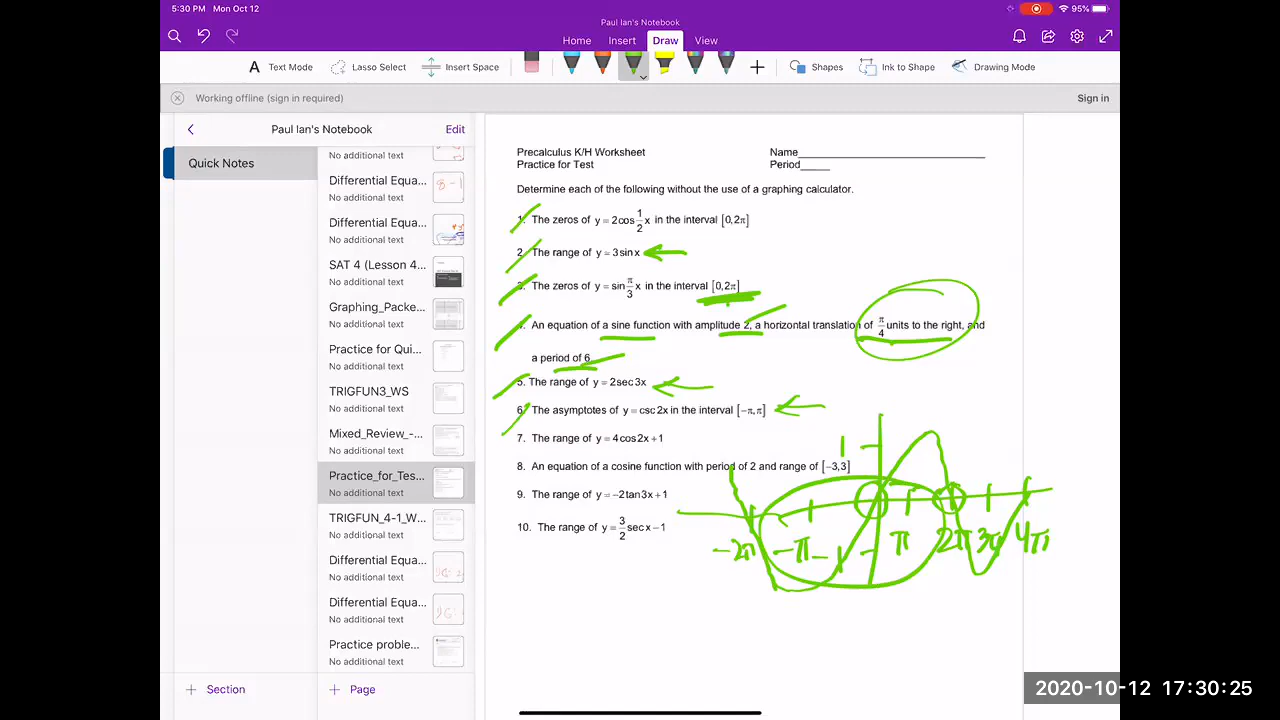 5:30 PM Mon Oct 12
95%
Paul Ian's Notebook
Home Insert Draw View
A Text Mode Lasso Select Insert Space + Shapes Ink to Shape Drawing Mode
Working offline (sign in required) Sign in
Paul Ian's Notebook Edit
Quick Notes
No additional text
Differential Equa...
No additional text
Differential Equa...
No additional text
SAT 4 (Lesson 4...
No additional text
Graphing_Packe...
No additional text
Practice for Qui...
No additional text
TRIGFUN3_WS
No additional text
Mixed_Review_-...
No additional text
Practice_for_Tes...
No additional text
TRIGFUN_4-1_W...
No additional text
Differential Equa...
No additional text
Differential Equa...
No additional text
Practice proble...
No additional text
+ Section
+ Page
Precalculus K/H Worksheet Name
Practice for Test Period
Determine each of the following without the use of a graphing calculator.
1. The zeros of y = 2cos 1/2 x in the interval [0,2π]
2. The range of y = 3 sin x
3. The zeros of y = sin π/3 x in the interval [0,2π]
4. An equation of a sine function with amplitude 2, a horizontal translation of π/4 units to the right, and
a period of 6
5. The range of y = 2 sec 3x
6. The asymptotes of y = csc 2x in the interval [−π,π]
7. The range of y = 4 cos 2x + 1
8. An equation of a cosine function with period of 2 and range of [−3,3]
9. The range of y = −2 tan 3x + 1
10. The range of y = 3/2 sec x − 1
1
-2π -π π 2π 3π 4π
-1
2020-10-12 17:30:25